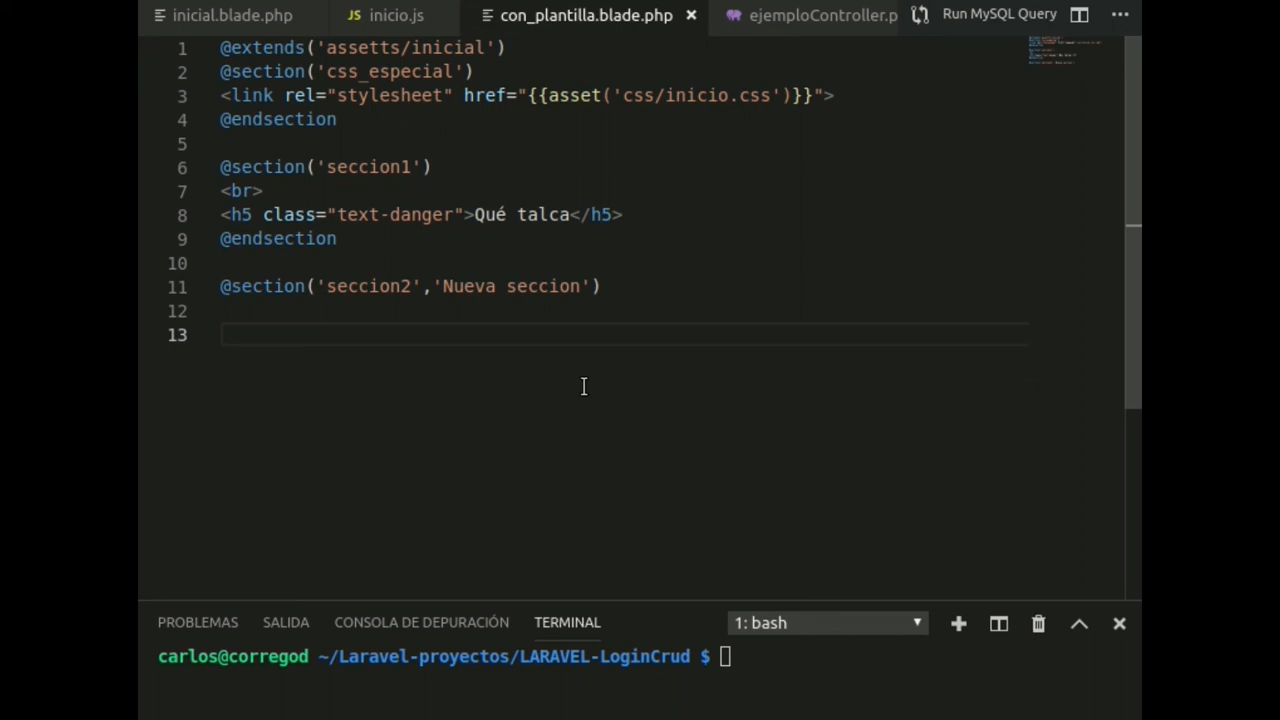 inicial.blade.php JS inicio.js con_plantilla.blade.php ejemploController.p Run MySQL Query
1 @extends('assetts/inicial')
2 @section('css_especial')
3 <link rel="stylesheet" href="{{asset('css/inicio.css')}}">
4 @endsection
5
6 @section('seccion1')
7 <br>
8 <h5 class="text-danger">Qué talca</h5>
9 @endsection
10
11 @section('seccion2','Nueva seccion')
12
13
PROBLEMAS SALIDA CONSOLA DE DEPURACIÓN TERMINAL 1: bash
carlos@corregod ~/Laravel-proyectos/LARAVEL-LoginCrud $